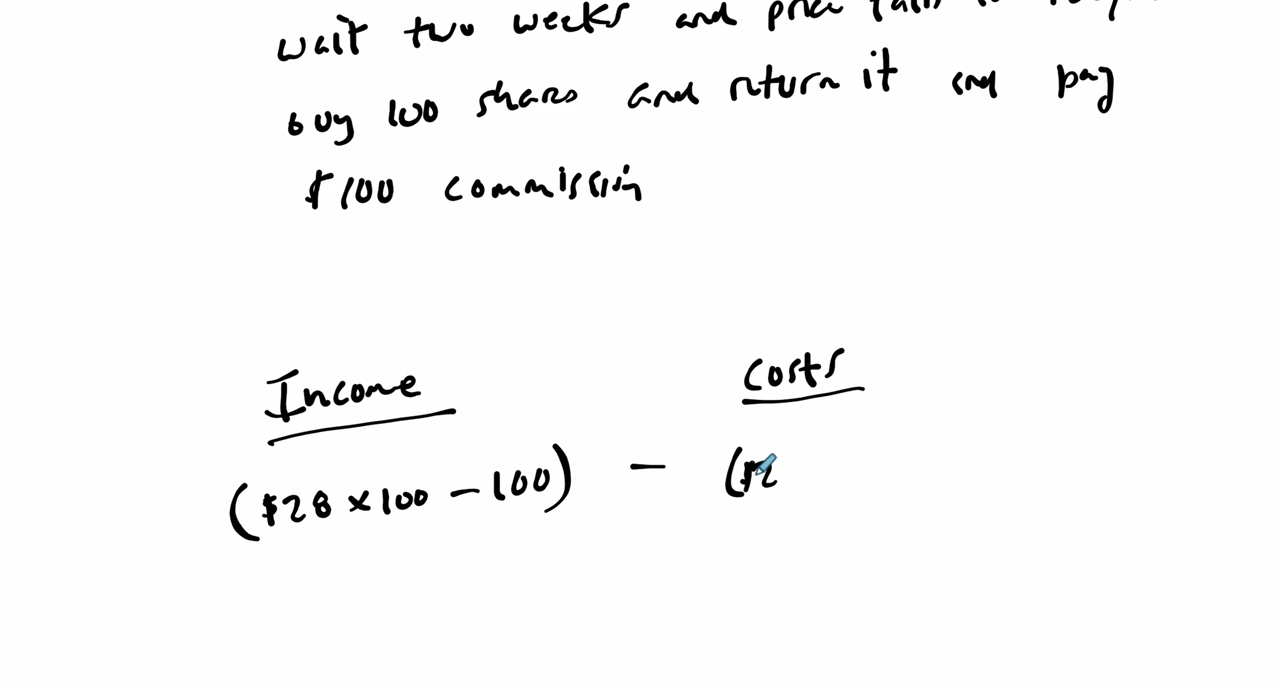 wait two weeks and price
buy 100 shares and return it and pay
$100 commission
Income Costs
($28 x 100 - 100) - ($2